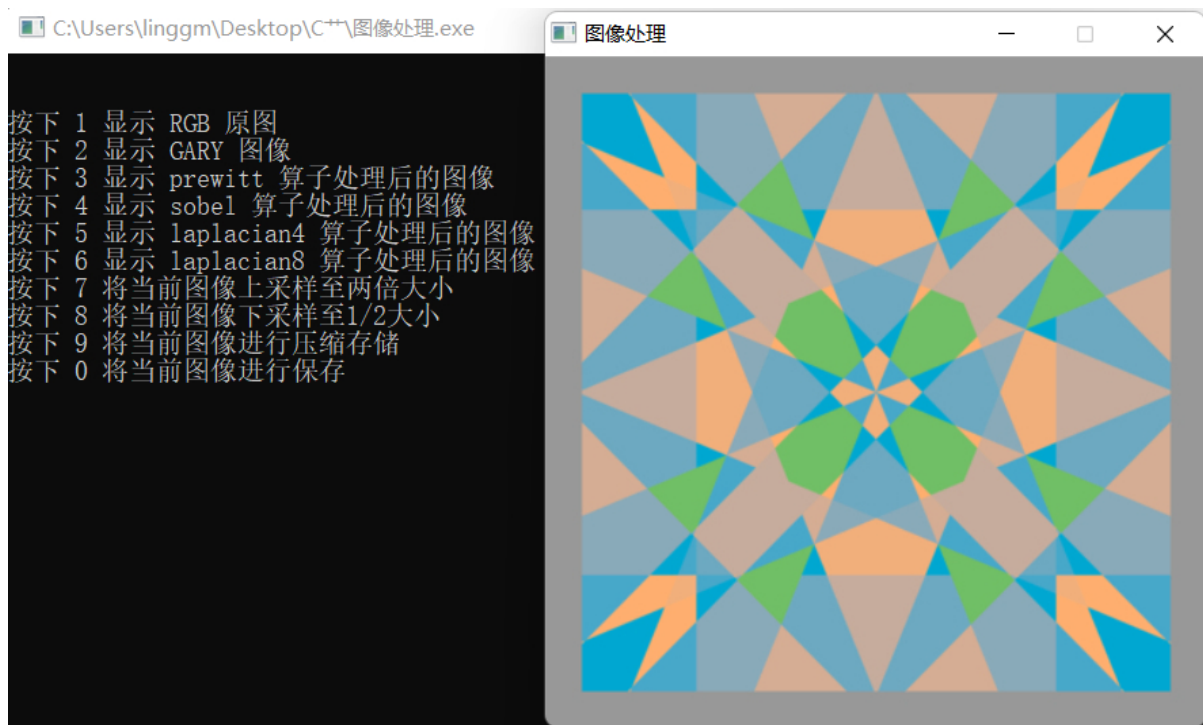 C:\Users\linggm\Desktop\C⁺⁺\图像处理.exe
图像处理
按下 1 显示 RGB 原图
按下 2 显示 GARY 图像
按下 3 显示 prewitt 算子处理后的图像
按下 4 显示 sobel 算子处理后的图像
按下 5 显示 laplacian4 算子处理后的图像
按下 6 显示 laplacian8 算子处理后的图像
按下 7 将当前图像上采样至两倍大小
按下 8 将当前图像下采样至1/2大小
按下 9 将当前图像进行压缩存储
按下 0 将当前图像进行保存